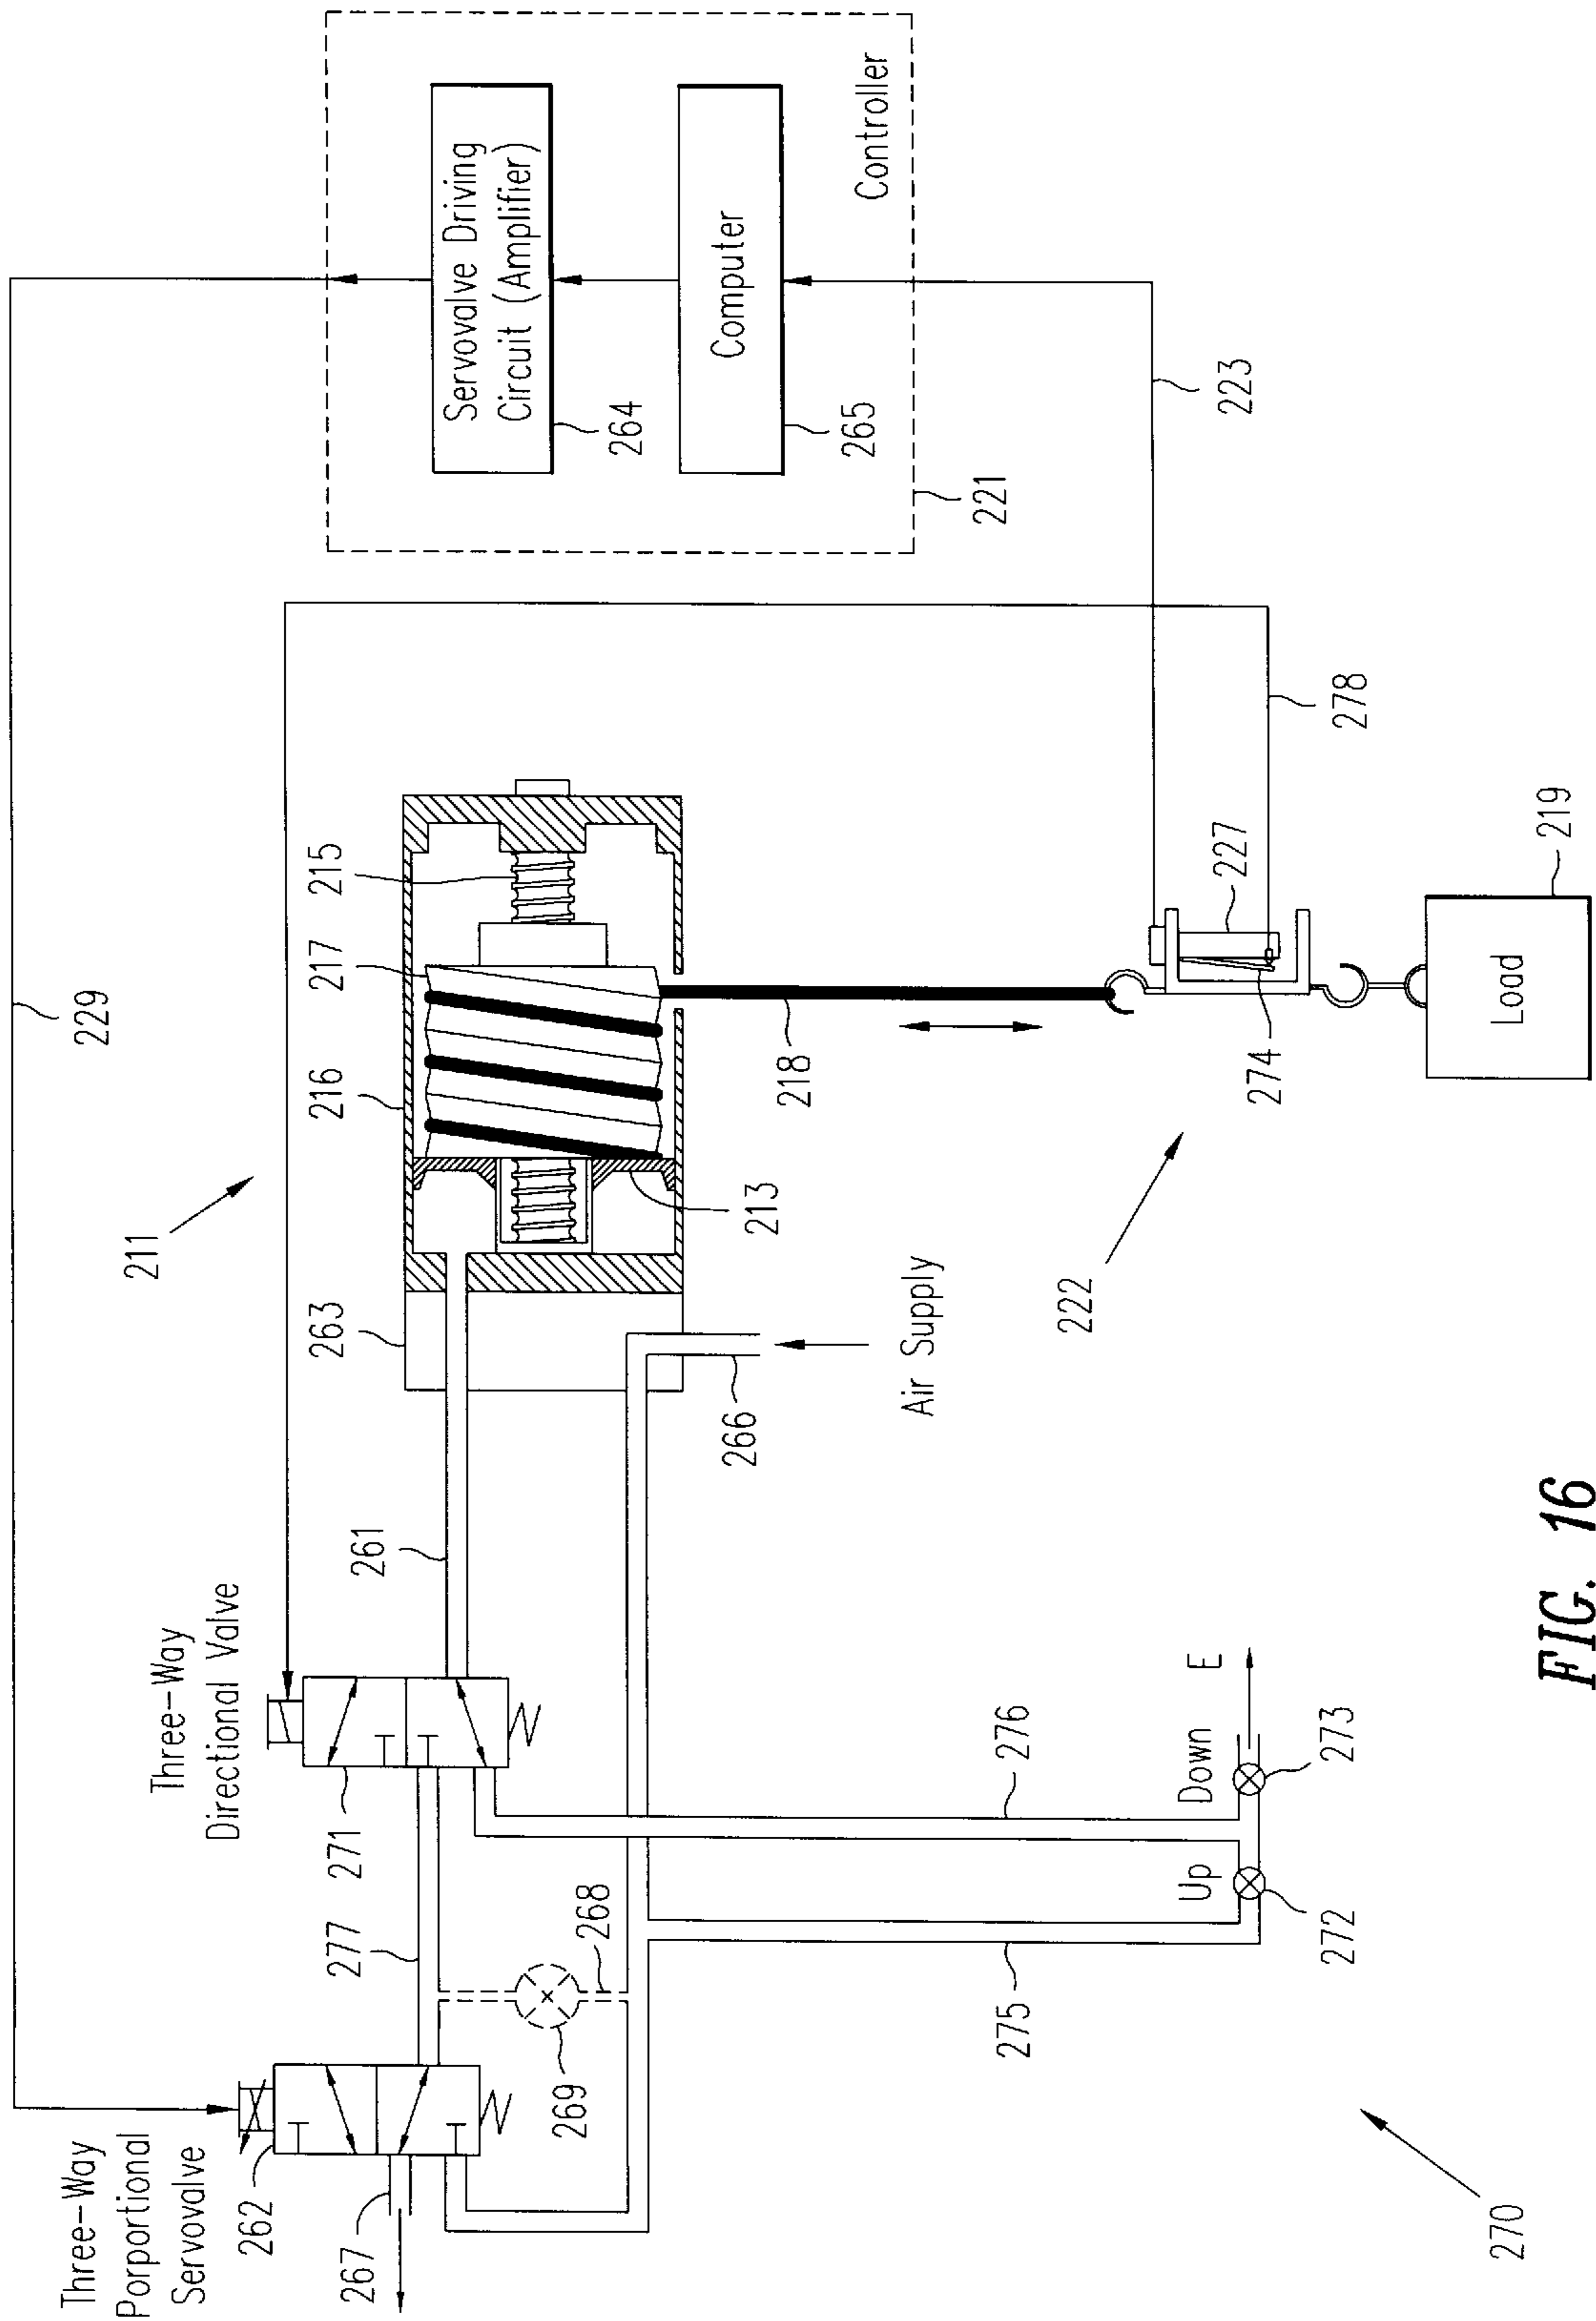 229
Three-Way
Porportional
Servovalve
262
267
277
269
268
Three-Way
Directional Valve
271
261
211
263
216
217
215
213
218
266
Air Supply
Servovalve Driving
Circuit (Amplifier)
264
Computer
265
Controller
221
223
278
227
274
222
219
Load
275
276
Up
272
Down
273
E
270
FIG. 16